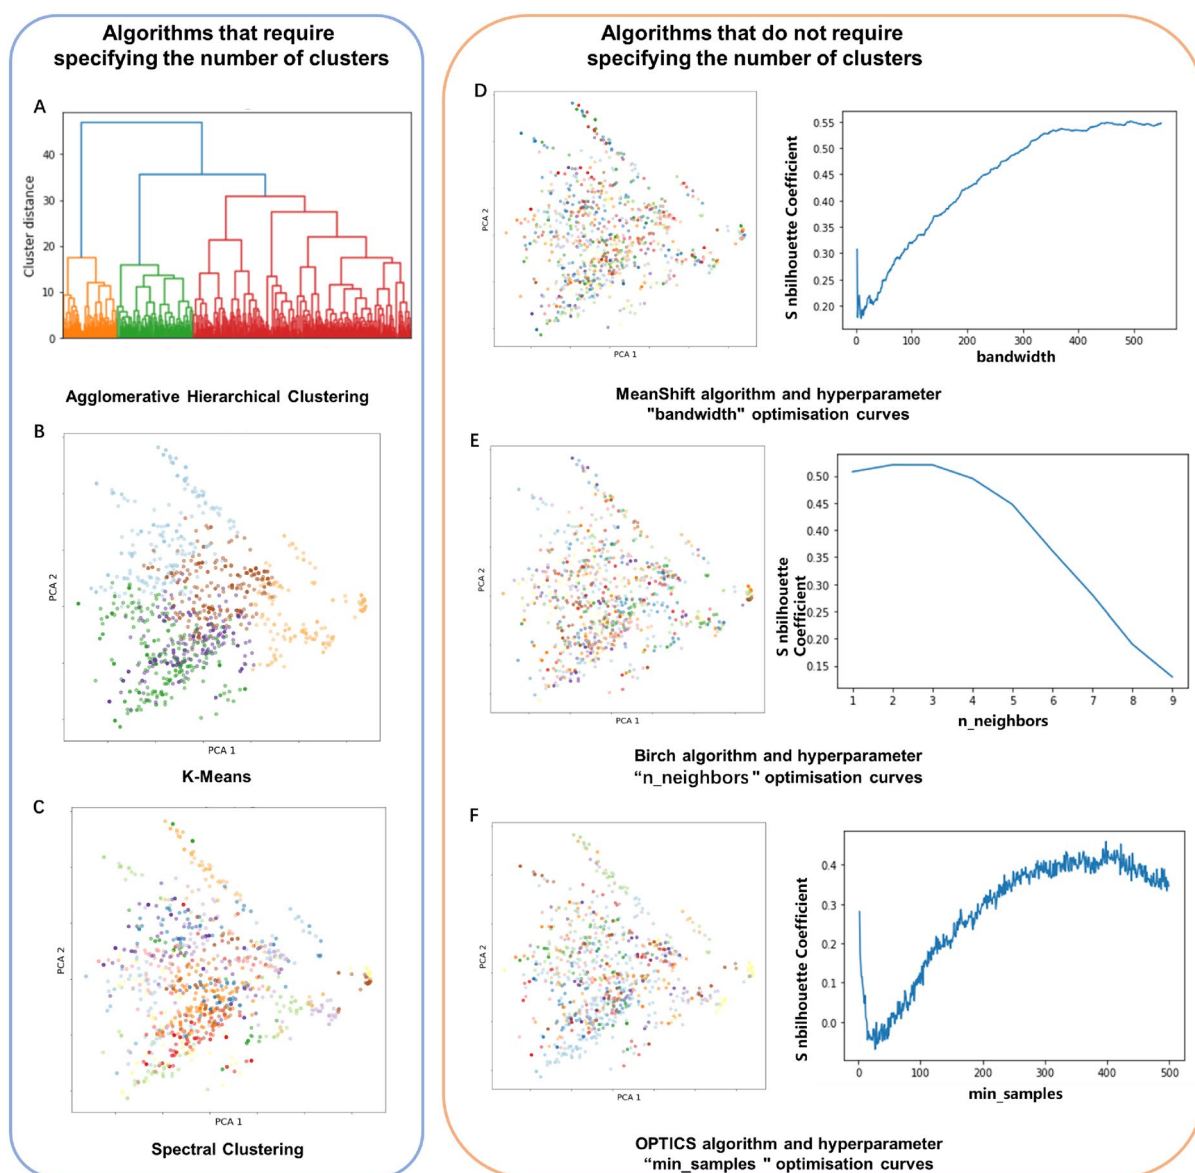 Algorithms that require
specifying the number of clusters
A
Cluster distance
40
30
20
10
0
Agglomerative Hierarchical Clustering
B
PCA 2
PCA 1
K-Means
C
PCA 2
PCA 1
Spectral Clustering
Algorithms that do not require
specifying the number of clusters
D
PCA 2
PCA 1
S nbilhouette Coefficient
0.55
0.50
0.45
0.40
0.35
0.30
0.25
0.20
0 100 200 300 400 500
bandwidth
MeanShift algorithm and hyperparameter
"bandwidth" optimisation curves
E
PCA 2
PCA 1
S nbilhouette
Coefficient
0.50
0.45
0.40
0.35
0.30
0.25
0.20
0.15
1 2 3 4 5 6 7 8 9
n_neighbors
Birch algorithm and hyperparameter
“n_neighbors " optimisation curves
F
PCA 2
PCA 1
S nbilhouette Coefficient
0.4
0.3
0.2
0.1
0.0
0 100 200 300 400 500
min_samples
OPTICS algorithm and hyperparameter
“min_samples " optimisation curves